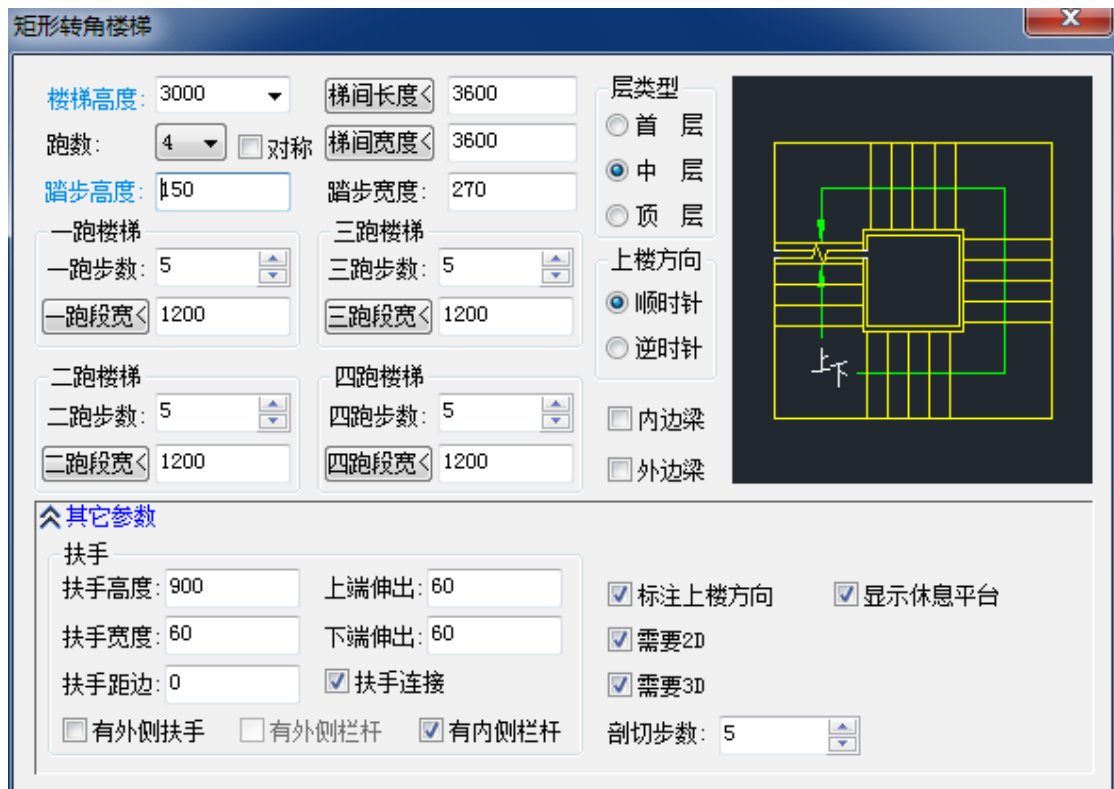 矩形转角楼梯
楼梯高度: 3000 梯间长度< 3600 层类型
跑数: 4 对称 梯间宽度< 3600 首 层
踏步高度: 150 踏步宽度: 270 中 层
顶 层
一跑楼梯 三跑楼梯 上楼方向
一跑步数: 5 三跑步数: 5
一跑段宽< 1200 三跑段宽< 1200 顺时针
逆时针
二跑楼梯 四跑楼梯
二跑步数: 5 四跑步数: 5 内边梁
二跑段宽< 1200 四跑段宽< 1200 外边梁
上下
其它参数
扶手
扶手高度: 900 上端伸出: 60 标注上楼方向 显示休息平台
扶手宽度: 60 下端伸出: 60 需要2D
扶手距边: 0 扶手连接 需要3D
有外侧扶手 有外侧栏杆 有内侧栏杆 剖切步数: 5